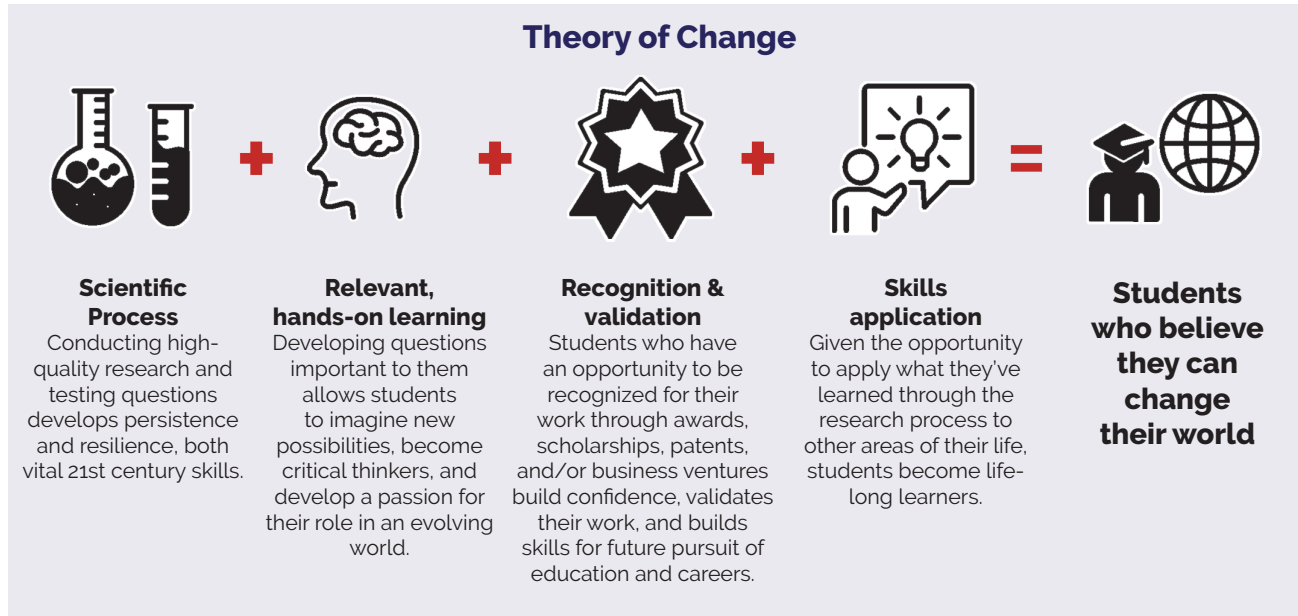 Theory of Change
Scientific
Process
Conducting high-
quality research and
testing questions
develops persistence
and resilience, both
vital 21st century skills.
Relevant,
hands-on learning
Developing questions
important to them
allows students
to imagine new
possibilities, become
critical thinkers, and
develop a passion for
their role in an evolving
world.
Recognition &
validation
Students who have
an opportunity to be
recognized for their
work through awards,
scholarships, patents,
and/or business ventures
build confidence, validates
their work, and builds
skills for future pursuit of
education and careers.
Skills
application
Given the opportunity
to apply what they've
learned through the
research process to
other areas of their life,
students become life-
long learners.
Students
who believe
they can
change
their world